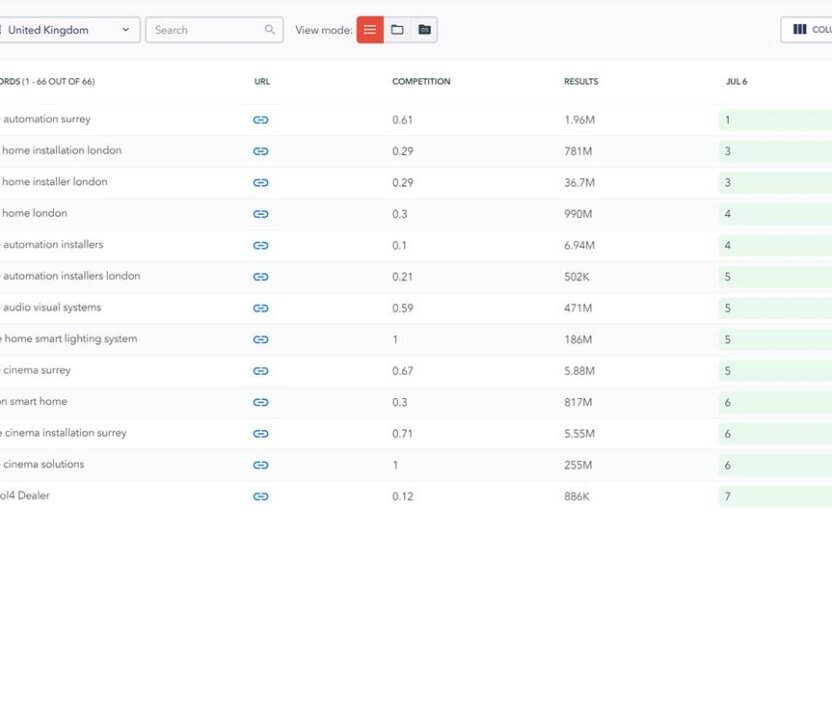 United Kingdom Search View mode: COLU
ORDS (1 - 66 OUT OF 66) URL COMPETITION RESULTS JUL 6
automation surrey 0.61 1.96M 1
home installation london 0.29 781M 3
home installer london 0.29 36.7M 3
home london 0.3 990M 4
automation installers 0.1 6.94M 4
automation installers london 0.21 502K 5
audio visual systems 0.59 471M 5
e home smart lighting system 1 186M 5
cinema surrey 0.67 5.88M 5
on smart home 0.3 817M 6
e cinema installation surrey 0.71 5.55M 6
cinema solutions 1 255M 6
ol4 Dealer 0.12 886K 7